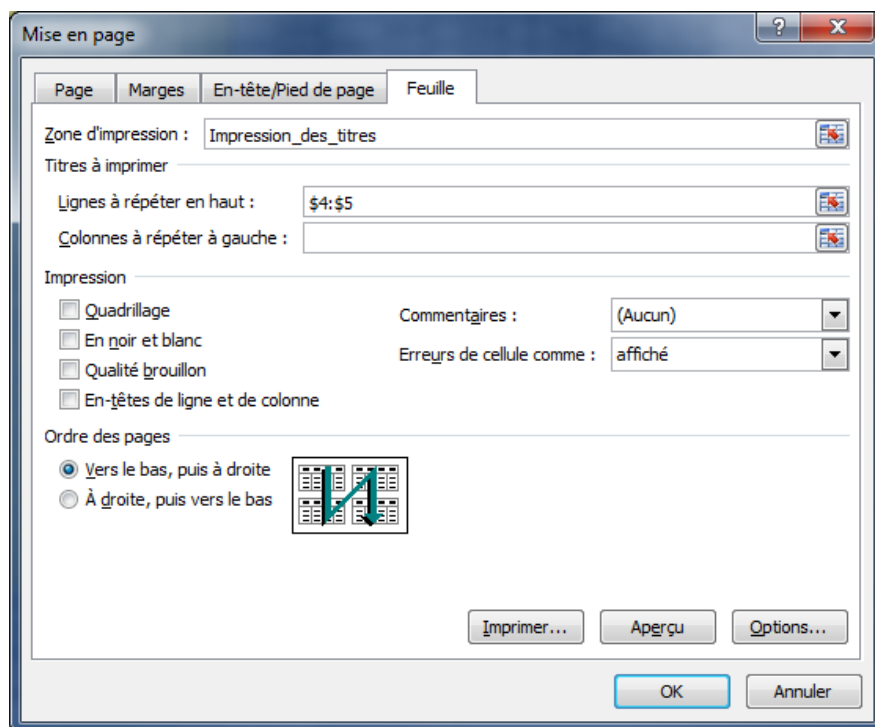 Mise en page
Page Marges En-tête/Pied de page Feuille
Zone d'impression : Impression_des_titres
Titres à imprimer
Lignes à répéter en haut : $4:$5
Colonnes à répéter à gauche :
Impression
Quadrillage
En noir et blanc
Qualité brouillon
En-têtes de ligne et de colonne
Commentaires : (Aucun)
Erreurs de cellule comme : affiché
Ordre des pages
Vers le bas, puis à droite
À droite, puis vers le bas
Imprimer... Aperçu Options...
OK Annuler